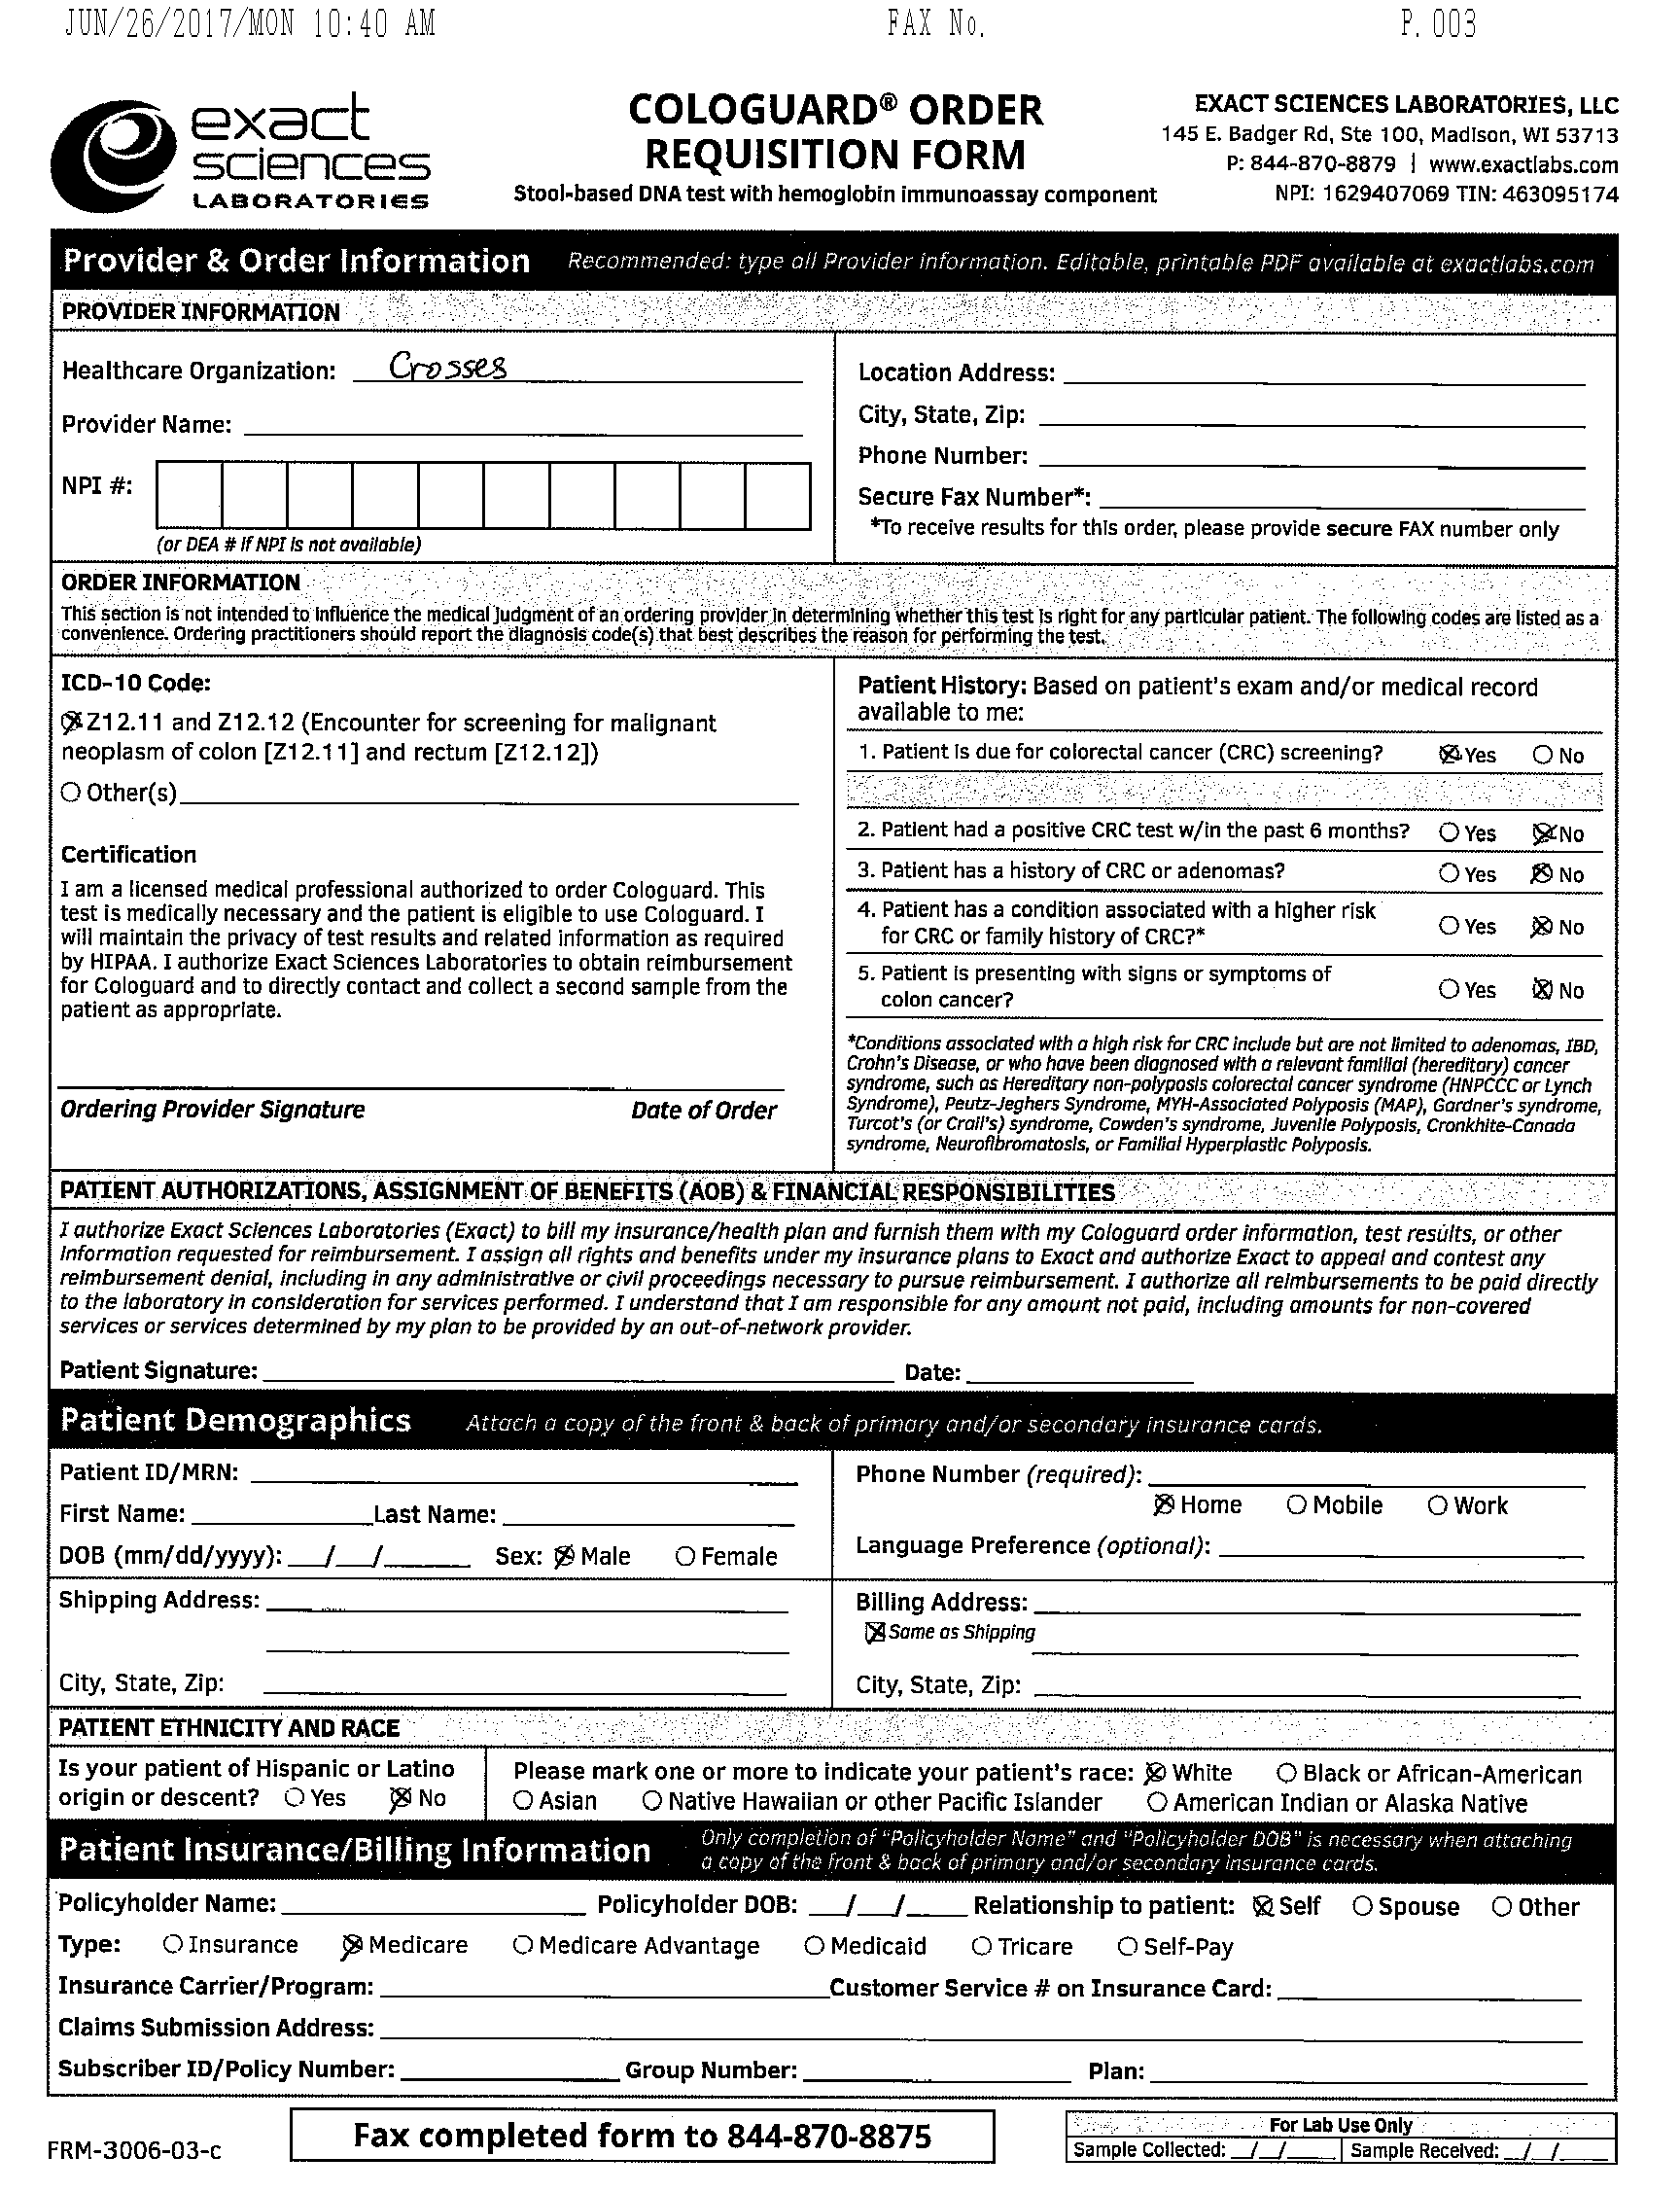 JUN/26/2017/MON 10:40 AM FAX No. P. 003
exact sciences LABORATORIES
COLOGUARD® ORDER REQUISITION FORM
Stool-based DNA test with hemoglobin immunoassay component
EXACT SCIENCES LABORATORIES, LLC
145 E. Badger Rd, Ste 100, Madison, WI 53713
P: 844-870-8879 | www.exactlabs.com
NPI: 1629407069 TIN: 463095174
Provider & Order Information Recommended: type all Provider information. Editable, printable PDF available at exactlabs.com
PROVIDER INFORMATION
Healthcare Organization: Crosses
Provider Name:
NPI #:
(or DEA # if NPI is not available)
Location Address:
City, State, Zip:
Phone Number:
Secure Fax Number*:
*To receive results for this order, please provide secure FAX number only
ORDER INFORMATION
This section is not intended to influence the medical judgment of an ordering provider in determining whether this test is right for any particular patient. The following codes are listed as a
convenience. Ordering practitioners should report the diagnosis code(s) that best describes the reason for performing the test.
ICD-10 Code:
Z12.11 and Z12.12 (Encounter for screening for malignant
neoplasm of colon [Z12.11] and rectum [Z12.12])
Other(s)
Certification
I am a licensed medical professional authorized to order Cologuard. This
test is medically necessary and the patient is eligible to use Cologuard. I
will maintain the privacy of test results and related information as required
by HIPAA. I authorize Exact Sciences Laboratories to obtain reimbursement
for Cologuard and to directly contact and collect a second sample from the
patient as appropriate.
Ordering Provider Signature Date of Order
Patient History: Based on patient's exam and/or medical record
available to me:
1. Patient is due for colorectal cancer (CRC) screening? Yes No
2. Patient had a positive CRC test w/in the past 6 months? Yes No
3. Patient has a history of CRC or adenomas? Yes No
4. Patient has a condition associated with a higher risk
for CRC or family history of CRC?* Yes No
5. Patient is presenting with signs or symptoms of
colon cancer? Yes No
*Conditions associated with a high risk for CRC include but are not limited to adenomas, IBD,
Crohn's Disease, or who have been diagnosed with a relevant familial (hereditary) cancer
syndrome, such as Hereditary non-polyposis colorectal cancer syndrome (HNPCCC or Lynch
Syndrome), Peutz-Jeghers Syndrome, MYH-Associated Polyposis (MAP), Gardner's syndrome,
Turcot's (or Crail's) syndrome, Cowden's syndrome, Juvenile Polyposis, Cronkhite-Canada
syndrome, Neurofibromatosis, or Familial Hyperplastic Polyposis.
PATIENT AUTHORIZATIONS, ASSIGNMENT OF BENEFITS (AOB) & FINANCIAL RESPONSIBILITIES
I authorize Exact Sciences Laboratories (Exact) to bill my insurance/health plan and furnish them with my Cologuard order information, test results, or other
information requested for reimbursement. I assign all rights and benefits under my insurance plans to Exact and authorize Exact to appeal and contest any
reimbursement denial, including in any administrative or civil proceedings necessary to pursue reimbursement. I authorize all reimbursements to be paid directly
to the laboratory in consideration for services performed. I understand that I am responsible for any amount not paid, including amounts for non-covered
services or services determined by my plan to be provided by an out-of-network provider.
Patient Signature: Date:
Patient Demographics Attach a copy of the front & back of primary and/or secondary insurance cards.
Patient ID/MRN:
First Name: Last Name:
DOB (mm/dd/yyyy): / / Sex: Male Female
Phone Number (required):
Home Mobile Work
Language Preference (optional):
Shipping Address:
City, State, Zip:
Billing Address:
Same as Shipping
City, State, Zip:
PATIENT ETHNICITY AND RACE
Is your patient of Hispanic or Latino
origin or descent? Yes No
Please mark one or more to indicate your patient's race: White Black or African-American
Asian Native Hawaiian or other Pacific Islander American Indian or Alaska Native
Patient Insurance/Billing Information Only completion of "Policyholder Name" and "Policyholder DOB" is necessary when attaching
a copy of the front & back of primary and/or secondary insurance cards.
Policyholder Name: Policyholder DOB: / / Relationship to patient: Self Spouse Other
Type: Insurance Medicare Medicare Advantage Medicaid Tricare Self-Pay
Insurance Carrier/Program: Customer Service # on Insurance Card:
Claims Submission Address:
Subscriber ID/Policy Number: Group Number: Plan:
FRM-3006-03-c
Fax completed form to 844-870-8875
For Lab Use Only
Sample Collected: / / Sample Received: / /